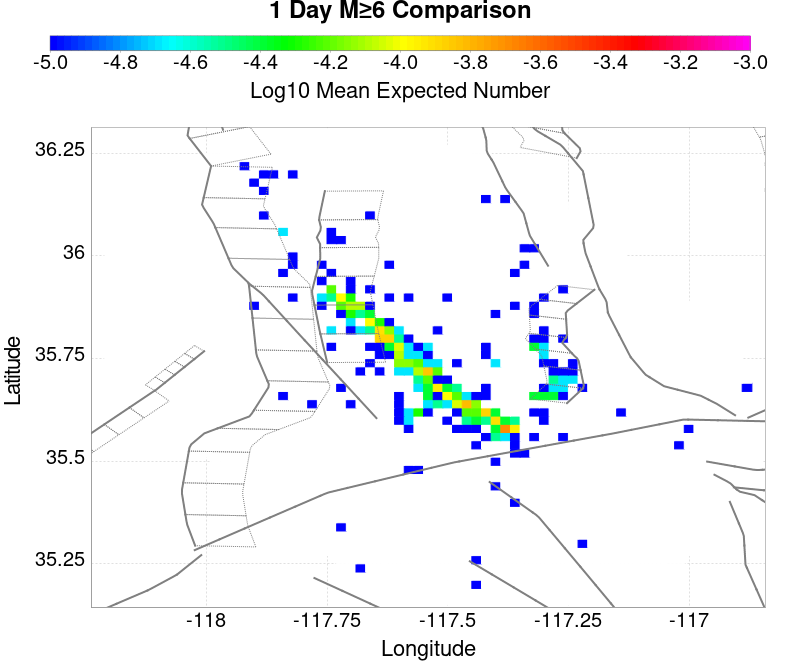 1 Day M≥6 Comparison
-5.0 -4.8 -4.6 -4.4 -4.2 -4.0 -3.8 -3.6 -3.4 -3.2 -3.0
Log10 Mean Expected Number
36.25
36
35.75
35.5
35.25
Latitude
-118 -117.75 -117.5 -117.25 -117
Longitude